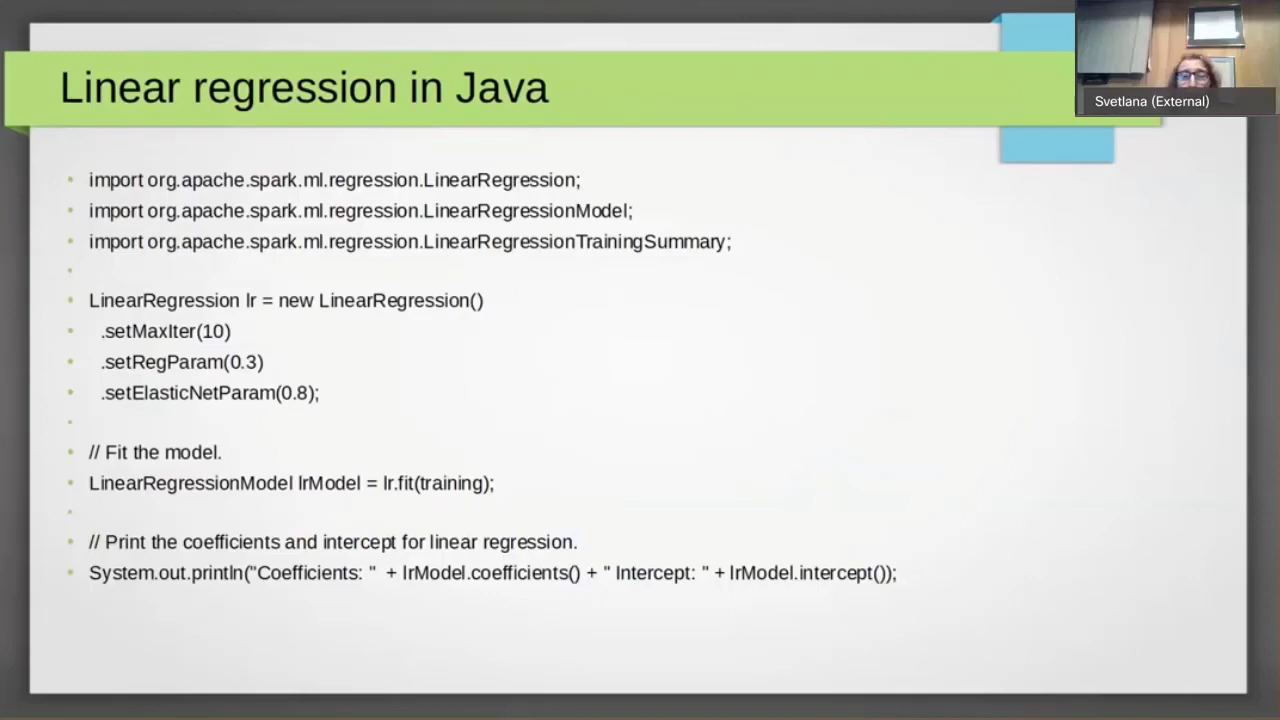 Linear regression in Java
Svetlana (External)
import org.apache.spark.ml.regression.LinearRegression;
import org.apache.spark.ml.regression.LinearRegressionModel;
import org.apache.spark.ml.regression.LinearRegressionTrainingSummary;
LinearRegression lr = new LinearRegression()
.setMaxIter(10)
.setRegParam(0.3)
.setElasticNetParam(0.8);
// Fit the model.
LinearRegressionModel lrModel = lr.fit(training);
// Print the coefficients and intercept for linear regression.
System.out.println("Coefficients: " + lrModel.coefficients() + " Intercept: " + lrModel.intercept());